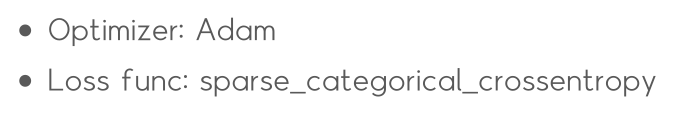 • Optimizer: Adam
• Loss func: sparse_categorical_crossentropy